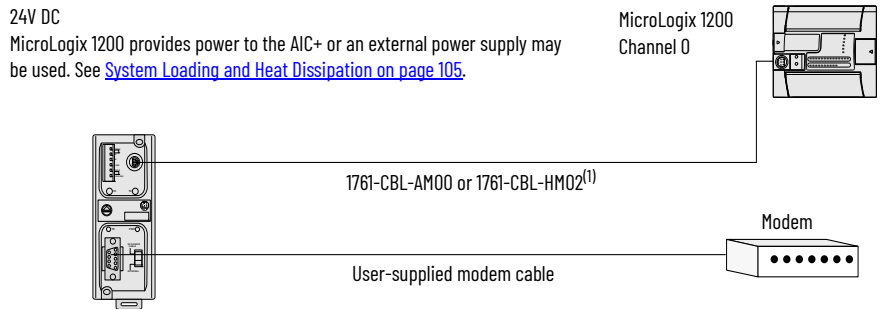 24V DC
MicroLogix 1200 provides power to the AIC+ or an external power supply may
be used. See System Loading and Heat Dissipation on page 105.
MicroLogix 1200
Channel 0
1761-CBL-AM00 or 1761-CBL-HM02(1)
Modem
User-supplied modem cable